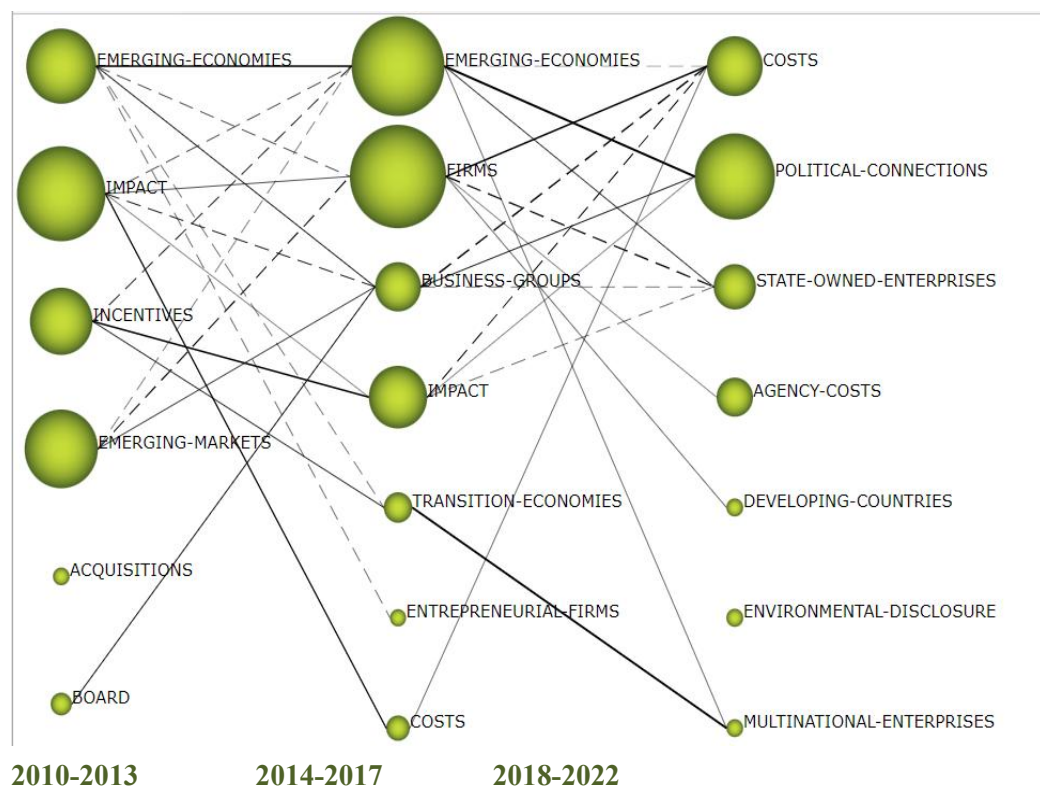 EMERGING-ECONOMIES EMERGING-ECONOMIES COSTS
IMPACT FIRMS POLITICAL-CONNECTIONS
INCENTIVES BUSINESS-GROUPS STATE-OWNED-ENTERPRISES
EMERGING-MARKETS IMPACT AGENCY-COSTS
TRANSITION-ECONOMIES DEVELOPING-COUNTRIES
ACQUISITIONS ENTREPRENEURIAL-FIRMS ENVIRONMENTAL-DISCLOSURE
BOARD COSTS MULTINATIONAL-ENTERPRISES
2010-2013 2014-2017 2018-2022